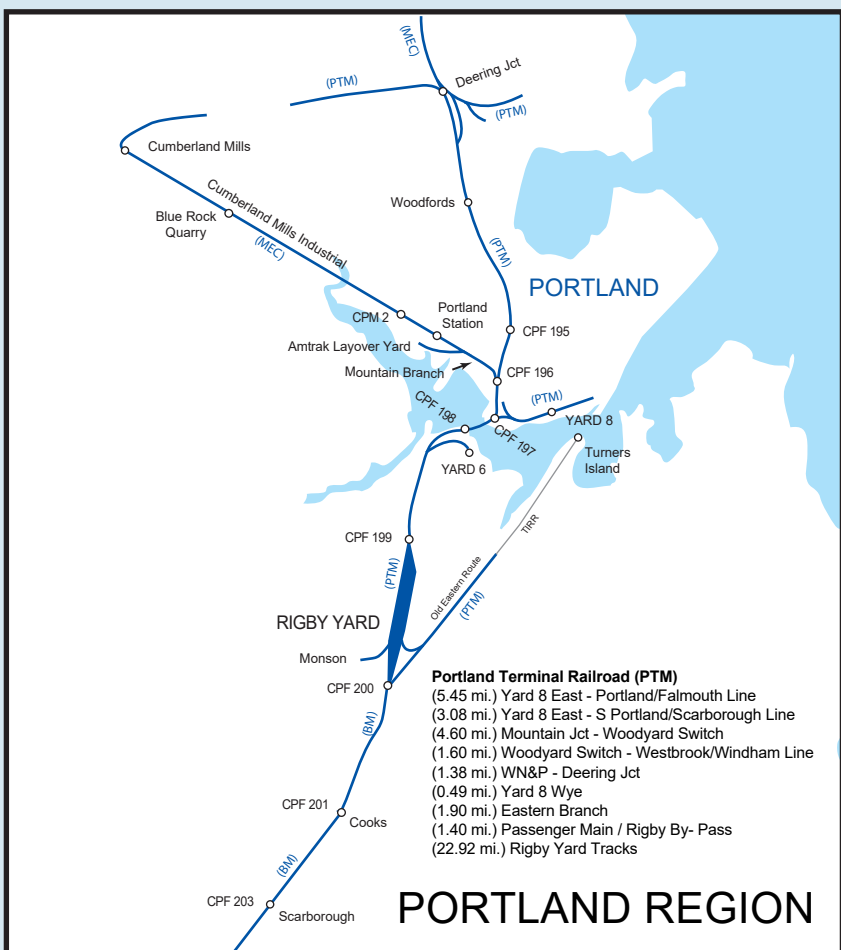 (MEC)
Deering Jct
(PTM)
(PTM)
Cumberland Mills
Cumberland Mills Industrial
Woodfords
Blue Rock
Quarry
(MEC)
(PTM)
PORTLAND
Portland
Station
CPM 2
CPF 195
Amtrak Layover Yard
Mountain Branch
CPF 196
(PTM)
CPF 198
YARD 8
CPF 197
Turners
Island
YARD 6
TIRR
CPF 199
(PTM)
Old Eastern Route
(PTM)
RIGBY YARD
Monson
CPF 200
Portland Terminal Railroad (PTM)
(5.45 mi.) Yard 8 East - Portland/Falmouth Line
(3.08 mi.) Yard 8 East - S Portland/Scarborough Line
(4.60 mi.) Mountain Jct - Woodyard Switch
(1.60 mi.) Woodyard Switch - Westbrook/Windham Line
(1.38 mi.) WN&P - Deering Jct
(0.49 mi.) Yard 8 Wye
(1.90 mi.) Eastern Branch
(1.40 mi.) Passenger Main / Rigby By- Pass
(22.92 mi.) Rigby Yard Tracks
(BM)
CPF 201
Cooks
(BM)
CPF 203
Scarborough
PORTLAND REGION